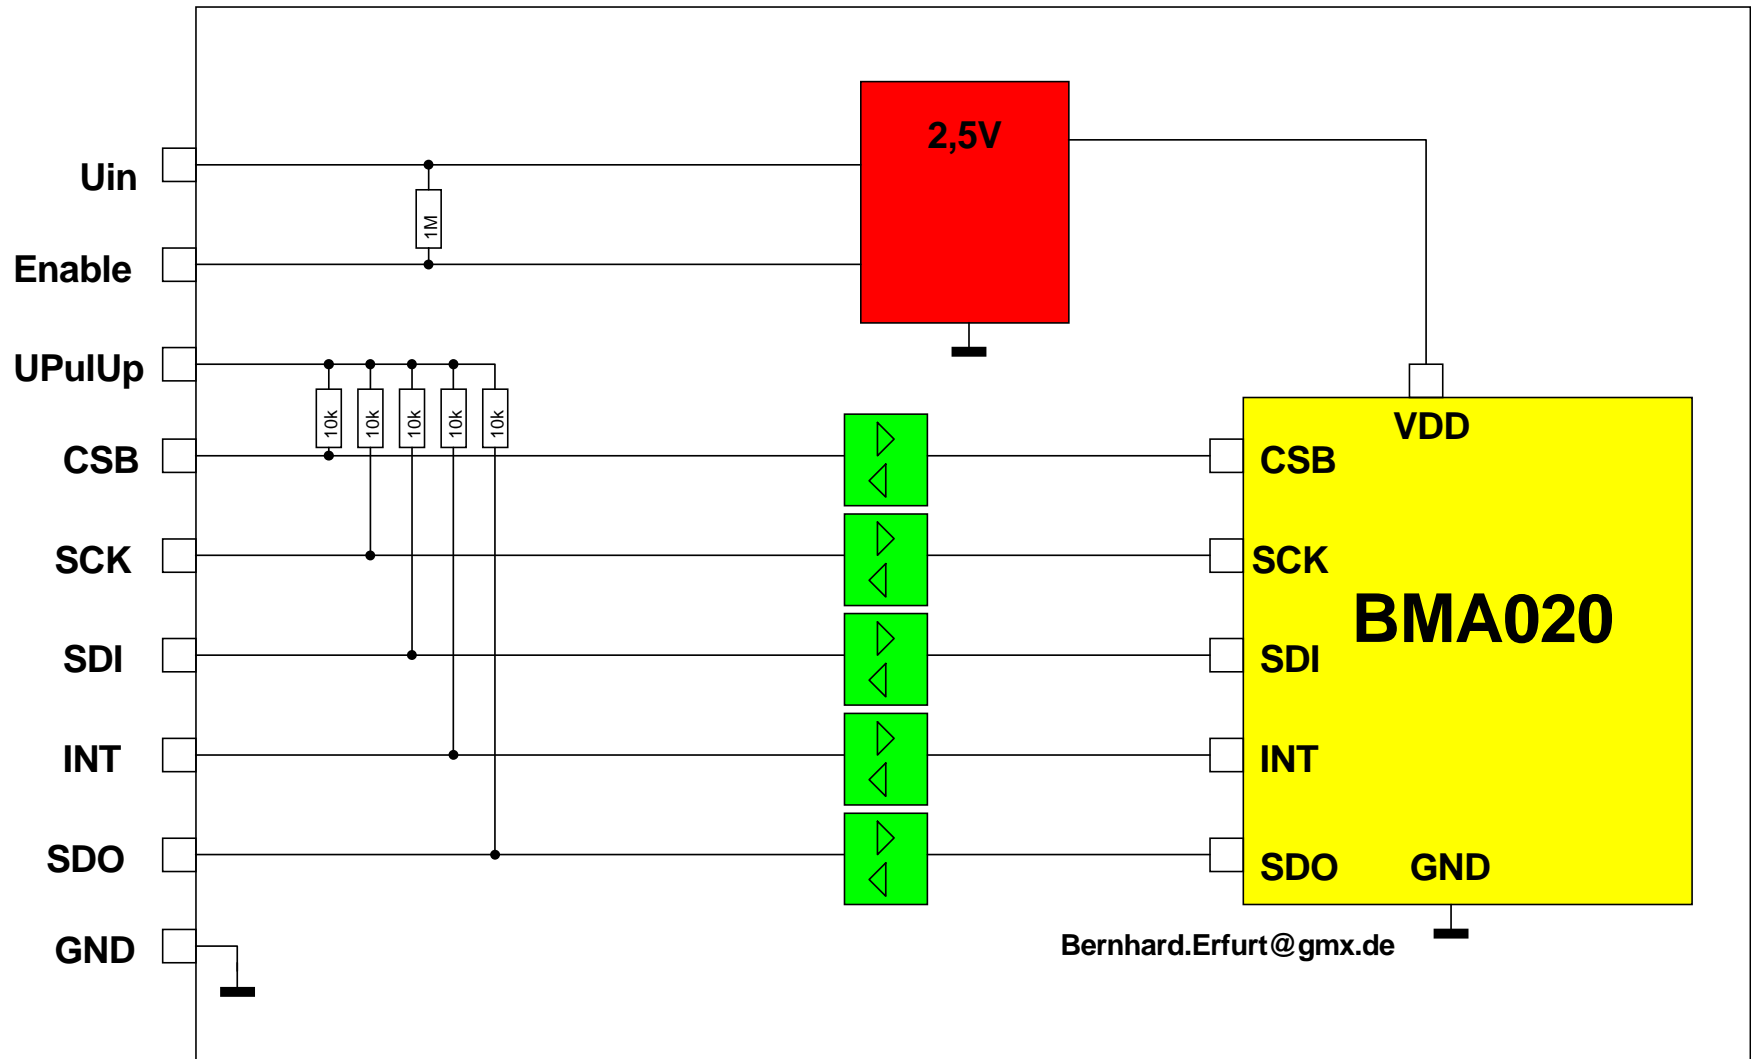 2,5V
Uin
1M
Enable
UPulUp
10k
10k
10k
10k
10k
VDD
CSB
CSB
SCK
SCK
BMA020
SDI
SDI
INT
INT
SDO
SDO
GND
GND
Bernhard.Erfurt@gmx.de